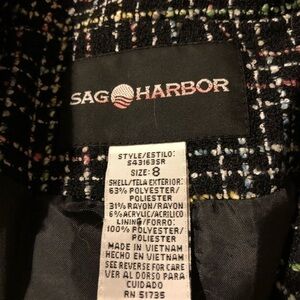 SAG HARBOR
STYLE/ESTILO:
S431635R
SIZE: 8
SHELL/TELA EXTERIOR:
63% POLYESTER/
POLIESTER
31% RAYON/RAYON
6% ACRYLIC/ACRILICO
LINING/FORRO:
100% POLYESTER/
POLIESTER
MADE IN VIETNAM
HECHO EN VIETNAM
SEE REVERSE FOR CARE
VER AL DORSO PARA
CUIDADO
RN 51735